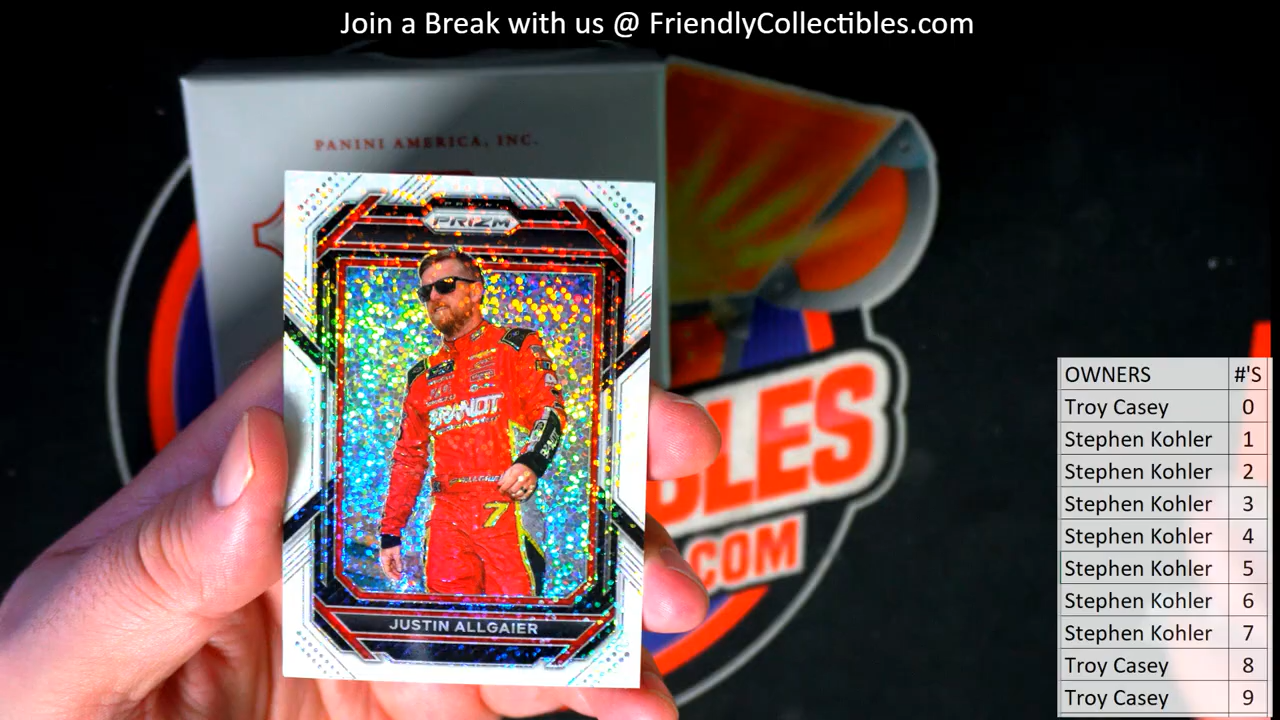 Join a Break with us @ FriendlyCollectibles.com
PANINI AMERICA, INC.
PRIZM
BRANDT
7
JUSTIN ALLGAIER
BLES
.COM
OWNERS #'S
Troy Casey 0
Stephen Kohler 1
Stephen Kohler 2
Stephen Kohler 3
Stephen Kohler 4
Stephen Kohler 5
Stephen Kohler 6
Stephen Kohler 7
Troy Casey 8
Troy Casey 9